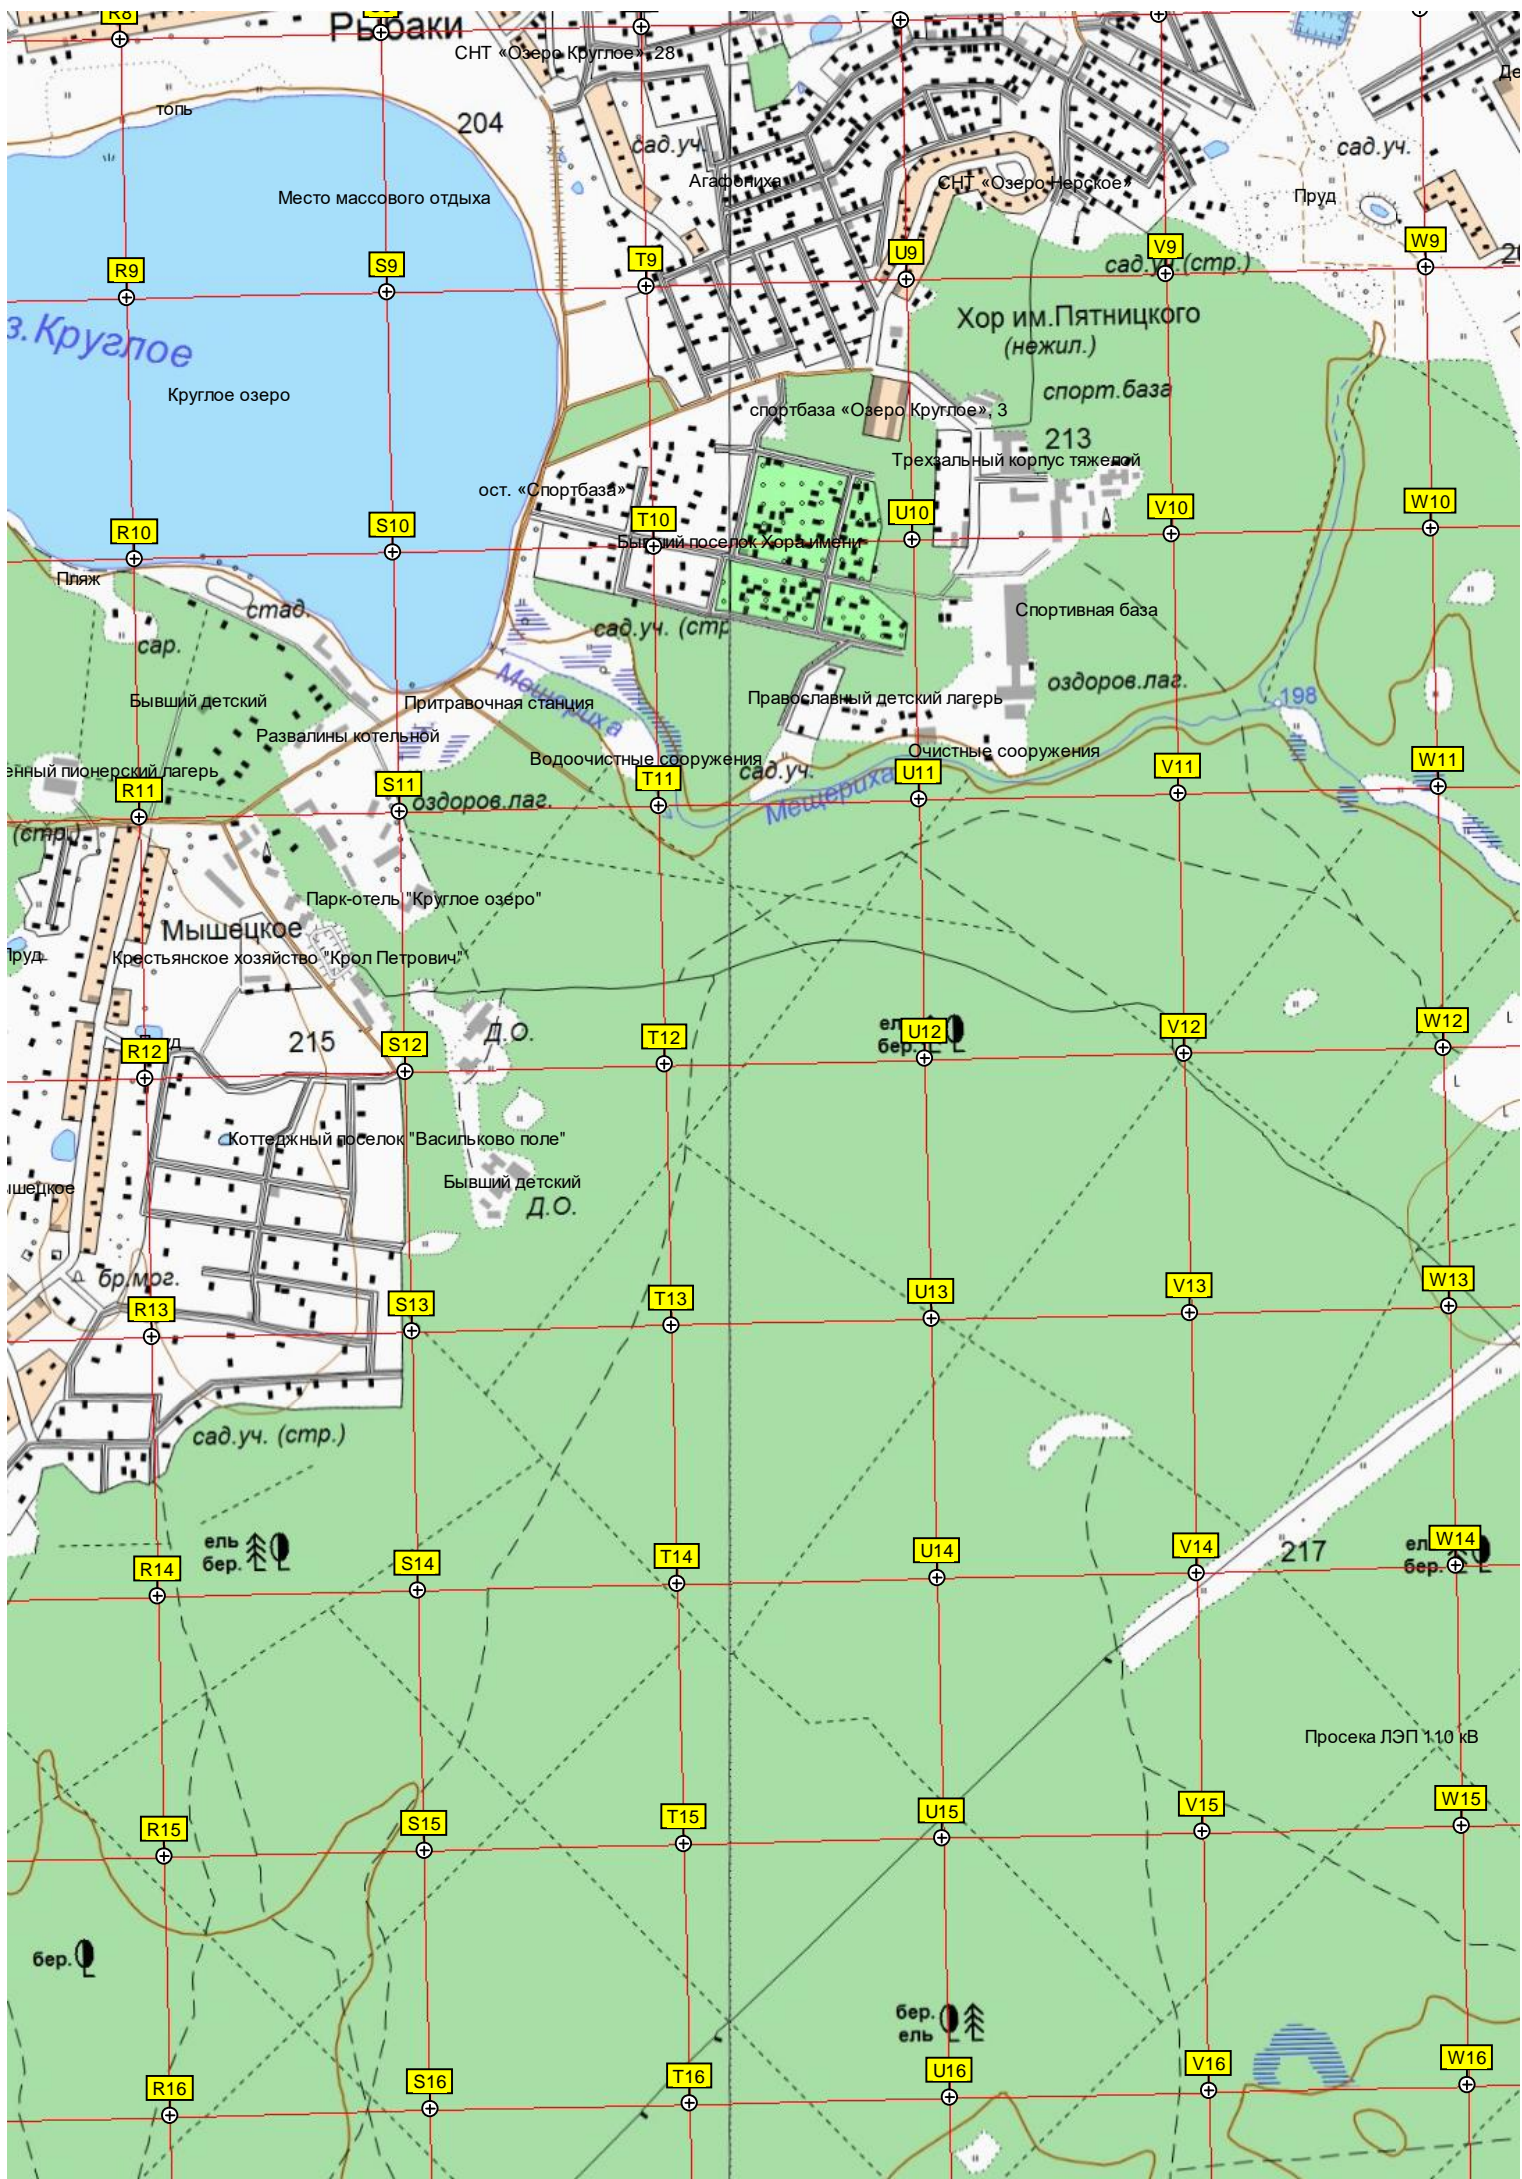 R8
Рыбаки
СНТ «Озеро Круглое», 28
топь
204
сад.уч.
сад.уч.
Место массового отдыха
Агафониха
СНТ «Озеро Нерское»
Пруд
R9
S9
T9
U9
V9
W9
сад.уч.(стр.)
з.Круглое
Хор им.Пятницкого
(нежил.)
Круглое озеро
спорт.база
спортбаза «Озеро Круглое», 3
213
Трехзальный корпус тяжелой
ост. «Спортбаза»
R10
S10
T10
U10
V10
W10
Бывший поселок Хора имени
Пляж
стад.
Спортивная база
сад.уч. (стр
сар.
Мещериха
оздоров.лаг.
198
Бывший детский
Притравочная станция
Православный детский лагерь
Развалины котельной
Водоочистные сооружения
Очистные сооружения
енный пионерский лагерь
сад.уч.
R11
S11
T11
U11
V11
W11
оздоров.лаг.
Мещериха
(стр.)
Парк-отель "Круглое озеро"
Мышецкое
Пруд
Крестьянское хозяйство "Крол Петрович"
215
Д.О.
ель
бер.
R12
S12
T12
U12
V12
W12
Коттеджный поселок "Васильково поле"
Бывший детский
ышецкое
Д.О.
бр.мог.
R13
S13
T13
U13
V13
W13
сад.уч. (стр.)
ель
бер.
217
бер.
R14
S14
T14
U14
V14
W14
Просека ЛЭП 110 кВ
R15
S15
T15
U15
V15
W15
бер.
бер.
ель
R16
S16
T16
U16
V16
W16